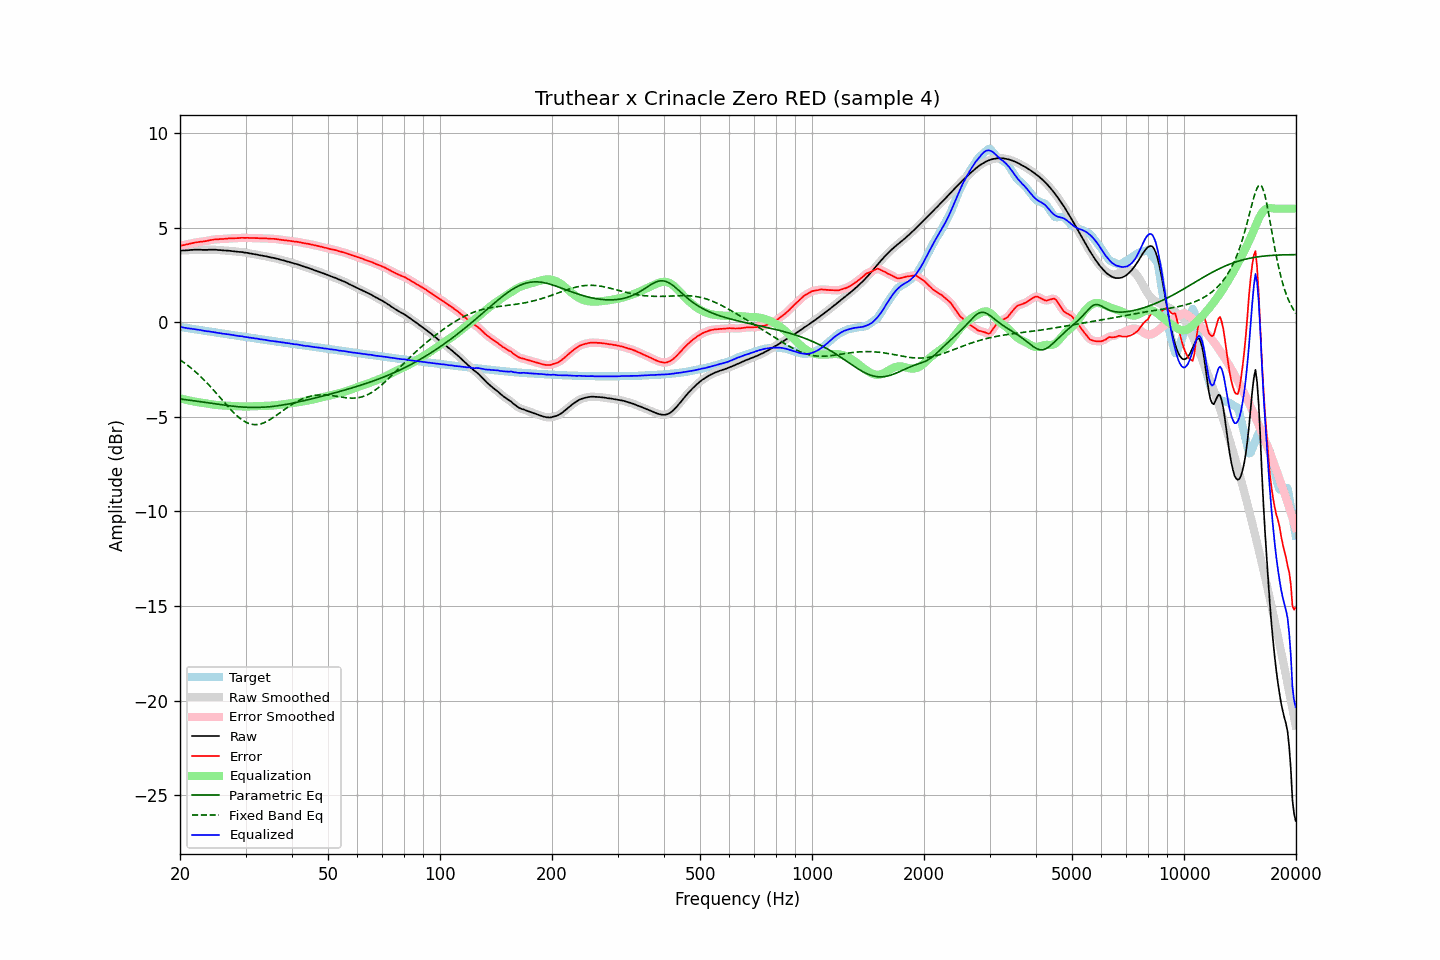 Truthear x Crinacle Zero RED (sample 4)
10
5
0
−5
−10
−15
−20
−25
Amplitude (dBr)
Target
Raw Smoothed
Error Smoothed
Raw
Error
Equalization
Parametric Eq
Fixed Band Eq
Equalized
20 50 100 200 500 1000 2000 5000 10000 20000
Frequency (Hz)